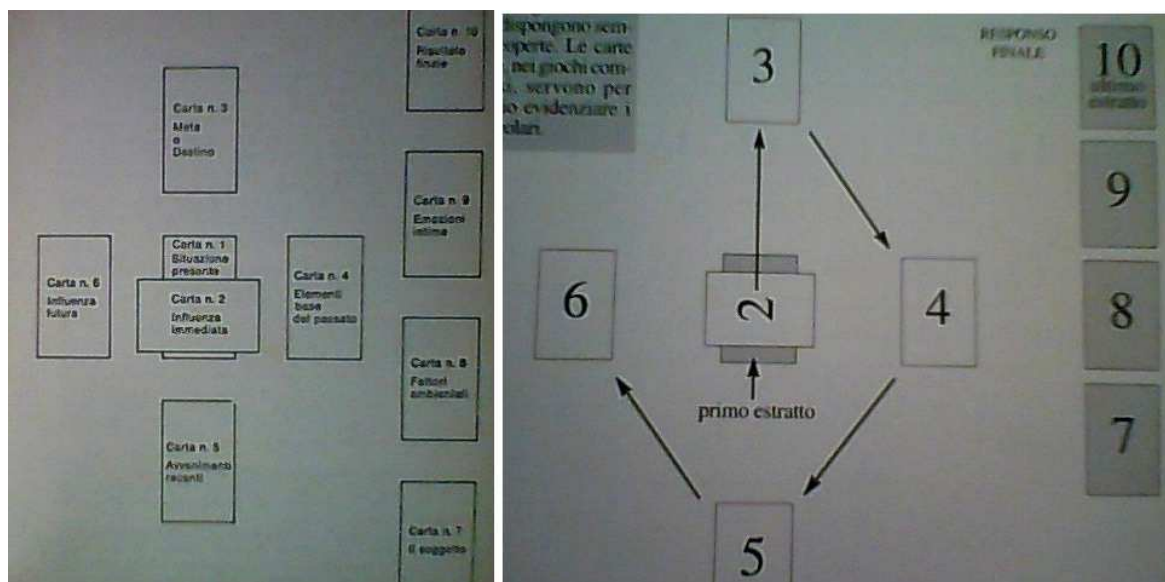 Carta n. 10
Risultato
finale
Carta n. 3
Meta
o
Destino
Carta n. 9
Emozioni
intime
Carta n. 1
Situazione
presente
Carta n. 6
Influenza
futura
Carta n. 2
Influenza
immediata
Carta n. 4
Elementi
base
del passato
Carta n. 8
Fattori
ambientali
Carta n. 5
Avvenimenti
recenti
Carta n. 7
Il soggetto
dispongono sem-
operte. Le carte
nei giochi com-
servono per
evidenziare i
olari.
RESPONSO
FINALE
10
ultimo
estratto
3
9
6
2
4
8
primo estratto
7
5